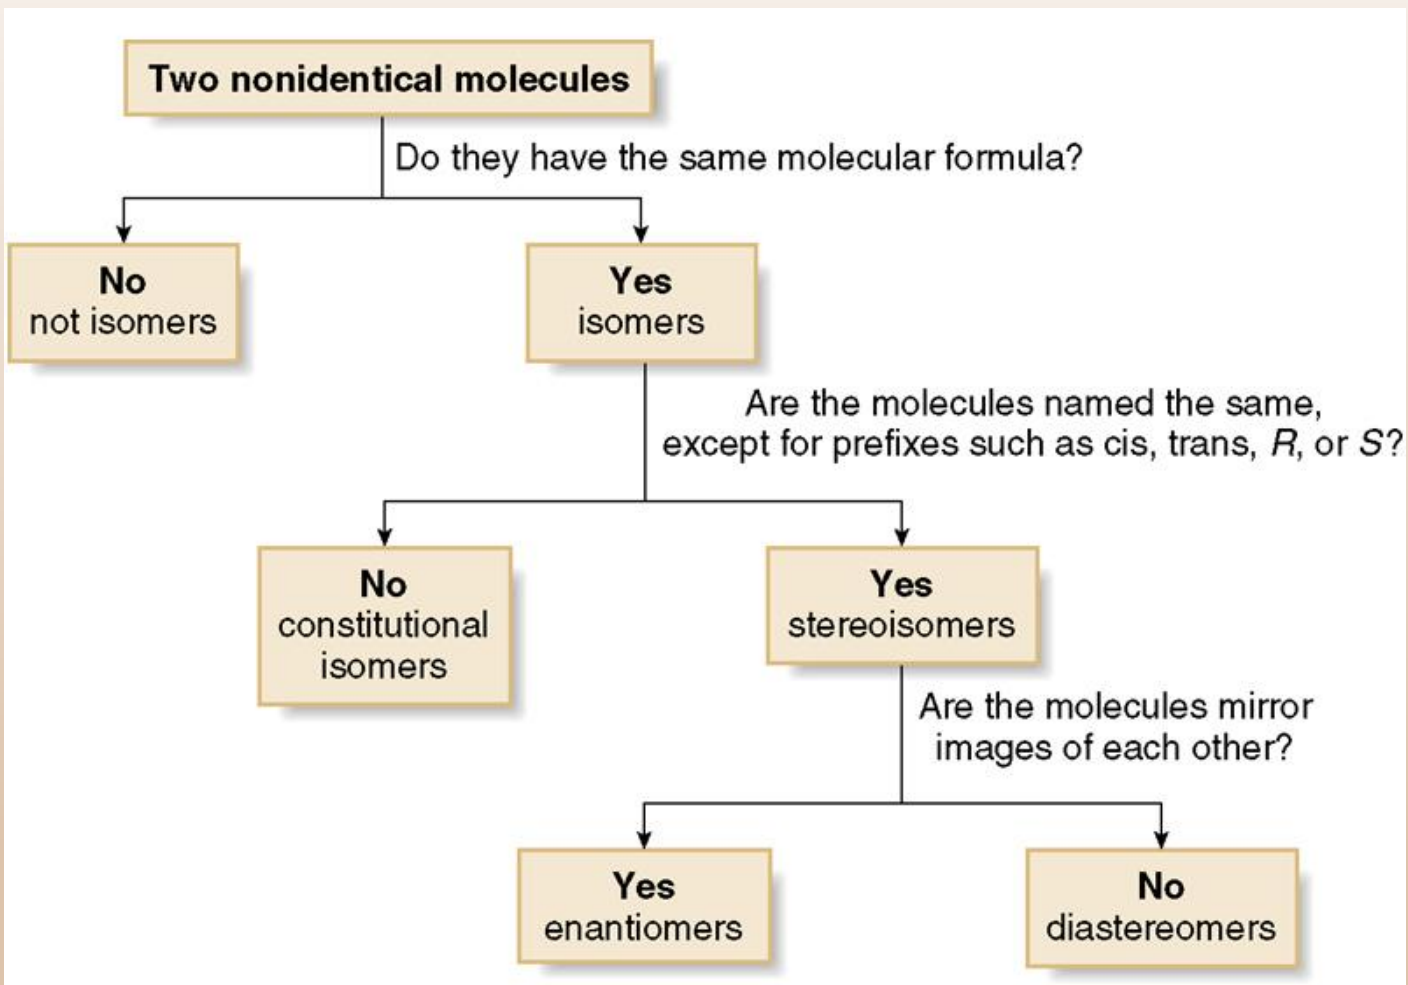 Two nonidentical molecules
Do they have the same molecular formula?
No
not isomers
Yes
isomers
Are the molecules named the same,
except for prefixes such as cis, trans, R, or S?
No
constitutional
isomers
Yes
stereoisomers
Are the molecules mirror
images of each other?
Yes
enantiomers
No
diastereomers